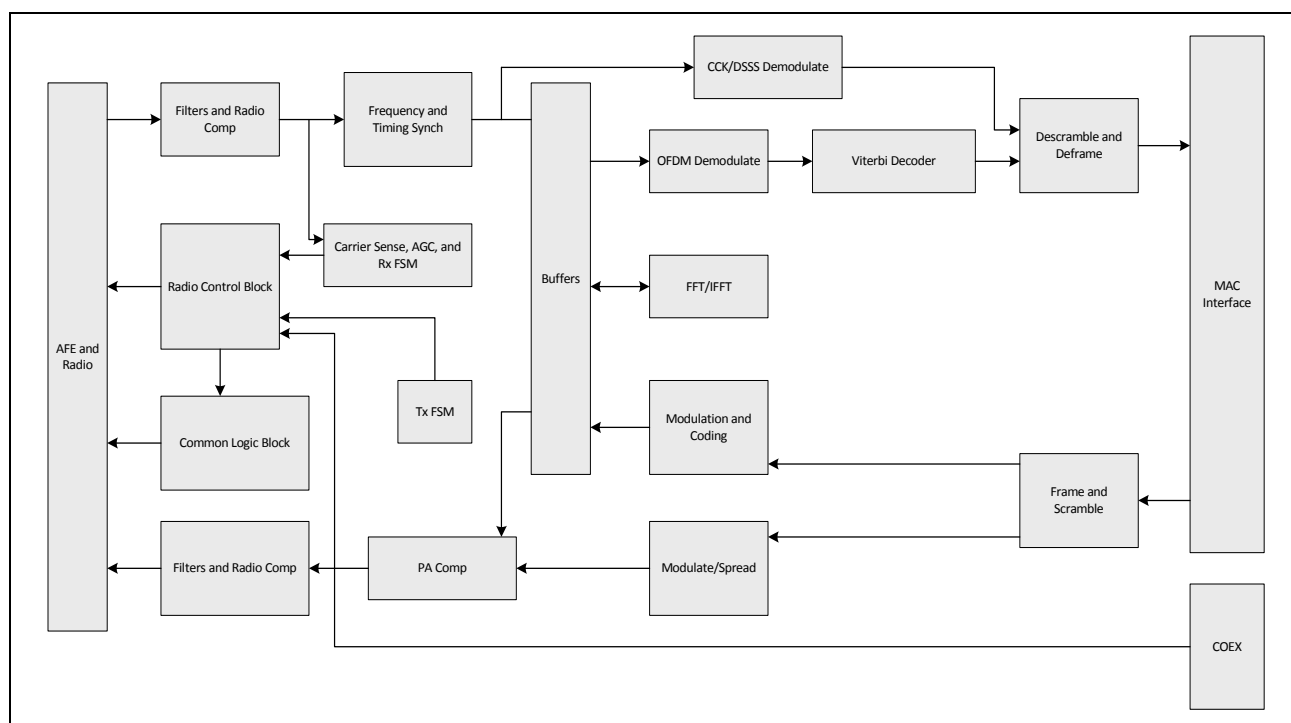 CCK/DSSS Demodulate
Filters and Radio
Comp
Frequency and
Timing Synch
Descramble and
Deframe
OFDM Demodulate
Viterbi Decoder
Carrier Sense, AGC, and
Rx FSM
Radio Control Block
Buffers
FFT/IFFT
MAC
Interface
AFE and
Radio
Tx FSM
Modulation and
Coding
Common Logic Block
Frame and
Scramble
Filters and Radio Comp
PA Comp
Modulate/Spread
COEX